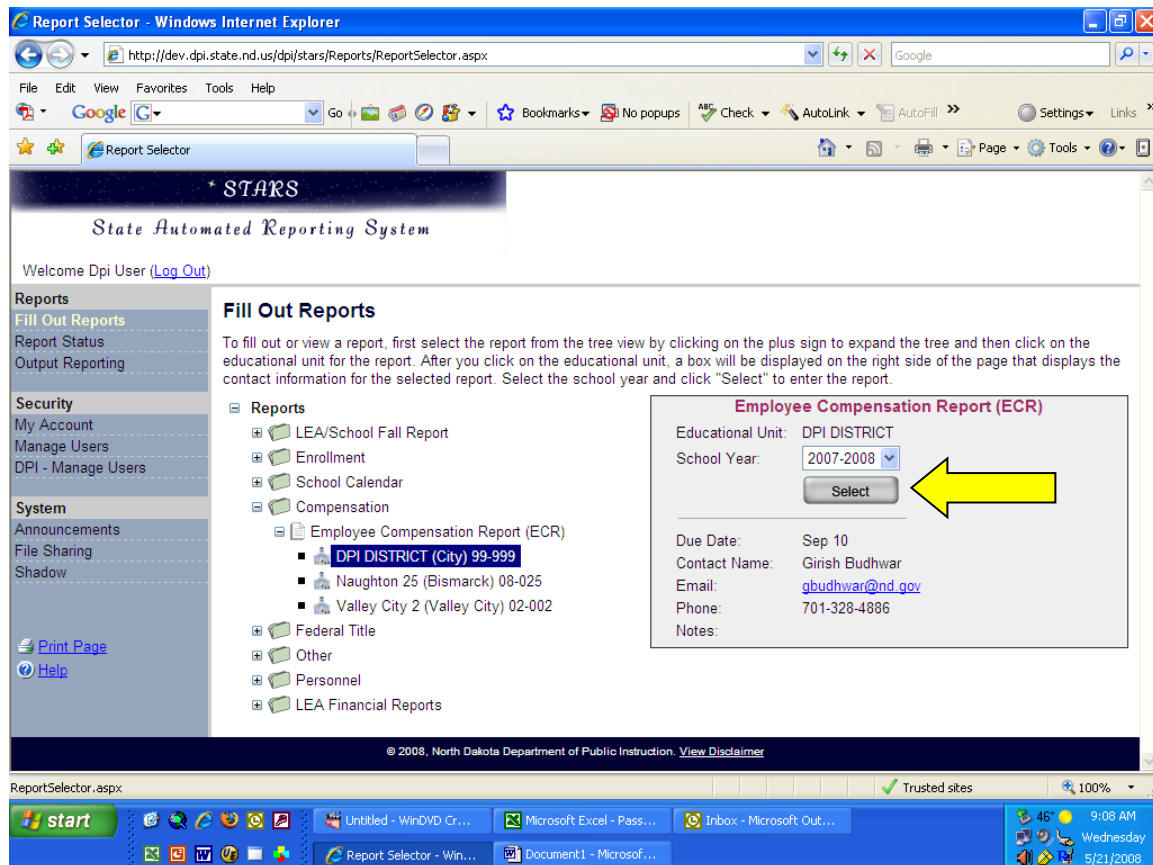 Report Selector - Windows Internet Explorer
http://dev.dpi.state.nd.us/dpi/stars/Reports/ReportSelector.aspx
Google
File Edit View Favorites Tools Help
Google G Go Bookmarks No popups ABC Check AutoLink AutoFill » Settings Links »
Report Selector
Page Tools
STARS
State Automated Reporting System
Welcome Dpi User (Log Out)
Reports
Fill Out Reports
Report Status
Output Reporting
Security
My Account
Manage Users
DPI - Manage Users
System
Announcements
File Sharing
Shadow
Print Page
Help
Fill Out Reports
To fill out or view a report, first select the report from the tree view by clicking on the plus sign to expand the tree and then click on the
educational unit for the report. After you click on the educational unit, a box will be displayed on the right side of the page that displays the
contact information for the selected report. Select the school year and click "Select" to enter the report.
Reports
LEA/School Fall Report
Enrollment
School Calendar
Compensation
Employee Compensation Report (ECR)
DPI DISTRICT (City) 99-999
Naughton 25 (Bismarck) 08-025
Valley City 2 (Valley City) 02-002
Federal Title
Other
Personnel
LEA Financial Reports
Employee Compensation Report (ECR)
Educational Unit: DPI DISTRICT
School Year: 2007-2008
Select
Due Date: Sep 10
Contact Name: Girish Budhwar
Email: gbudhwar@nd.gov
Phone: 701-328-4886
Notes:
© 2008, North Dakota Department of Public Instruction. View Disclaimer
ReportSelector.aspx Trusted sites 100%
start Untitled - WinDVD Cr... Microsoft Excel - Pass... Inbox - Microsoft Out... 46° 9:08 AM
Wednesday
Report Selector - Win... Document1 - Microsof... 5/21/2008